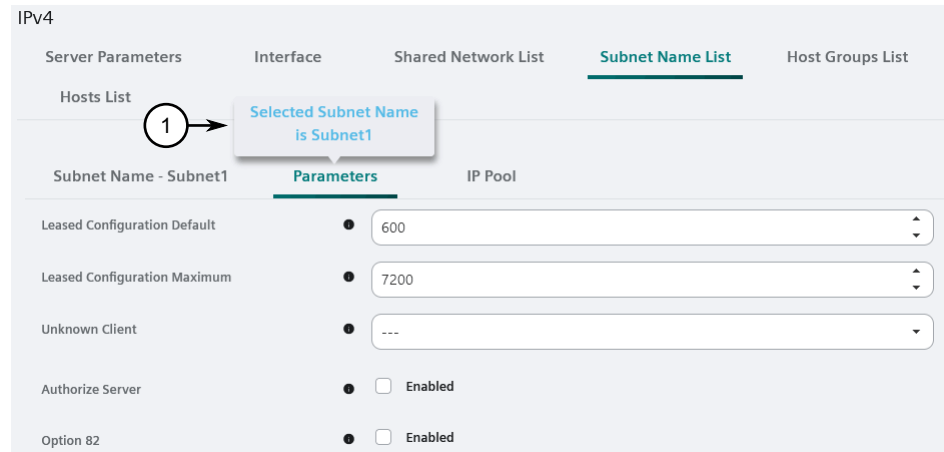 IPv4
Server Parameters Interface Shared Network List Subnet Name List Host Groups List
Hosts List
1
Selected Subnet Name
is Subnet1
Subnet Name - Subnet1 Parameters IP Pool
Leased Configuration Default 600
Leased Configuration Maximum 7200
Unknown Client ---
Authorize Server Enabled
Option 82 Enabled